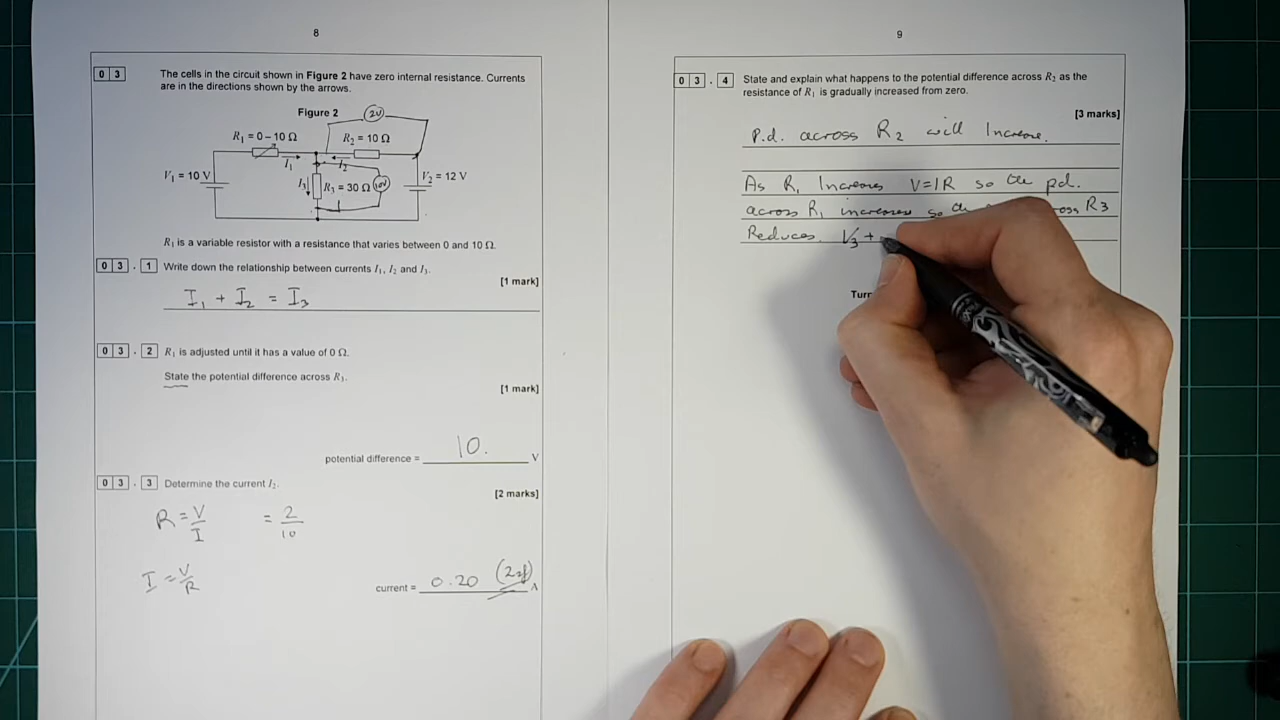 8
0 3 The cells in the circuit shown in Figure 2 have zero internal resistance. Currents
are in the directions shown by the arrows.
Figure 2
2V
R₁ = 0 – 10 Ω
R₂ = 10 Ω
I₁
I₂
V₁ = 10 V
I₃
R₃ = 30 Ω
10V
V₂ = 12 V
R₁ is a variable resistor with a resistance that varies between 0 and 10 Ω.
0 3 . 1 Write down the relationship between currents I₁, I₂ and I₃.
[1 mark]
I₁ + I₂ = I₃
0 3 . 2 R₁ is adjusted until it has a value of 0 Ω.
State the potential difference across R₃.
[1 mark]
potential difference = 10. V
0 3 . 3 Determine the current I₂.
[2 marks]
R = V/I = 2/10
I = V/R
current = 0.20 (2sf) A
9
0 3 . 4 State and explain what happens to the potential difference across R₂ as the
resistance of R₁ is gradually increased from zero.
[3 marks]
P.d. across R₂ will Increase.
As R₁ Increases V=IR so the pd.
across R₁ increases so R₃
Reduces. V₃ +